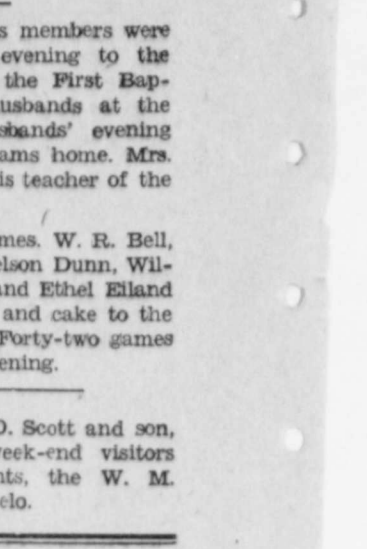 s members were
evening to the
the First Bap-
usbands at the
sbands' evening
ams home. Mrs.
is teacher of the
mes. W. R. Bell,
elson Dunn, Wil-
and Ethel Eiland
and cake to the
Forty-two games
ening.
O. Scott and son,
eek-end visitors
nts, the W. M.
elo.